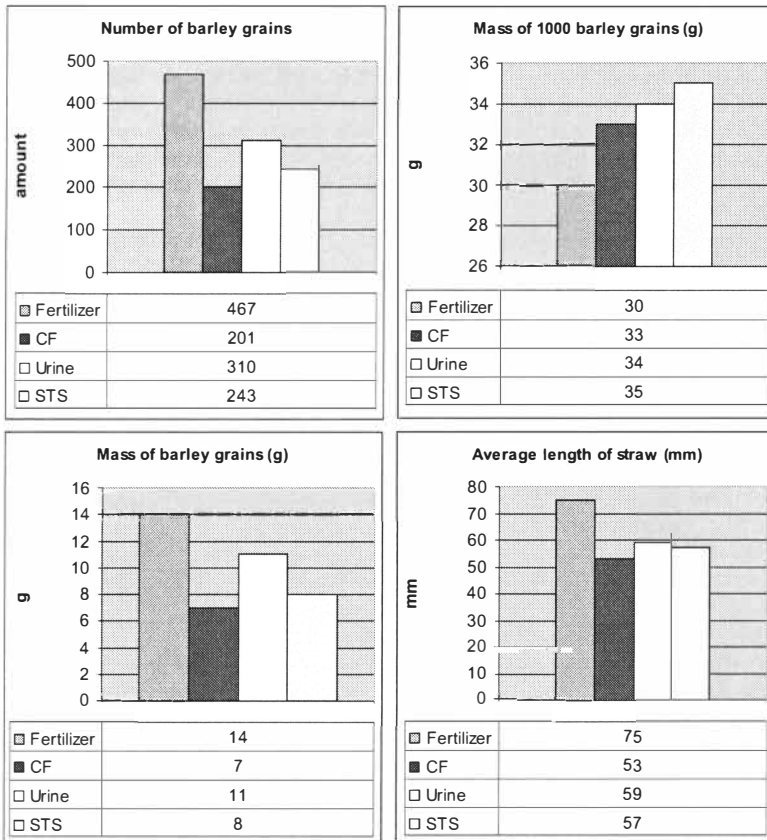 Number of barley grains
500
400
300
200
100
0
amount
Fertilizer 467
CF 201
Urine 310
STS 243
Mass of 1000 barley grains (g)
36
34
32
30
28
26
g
Fertilizer 30
CF 33
Urine 34
STS 35
Mass of barley grains (g)
16
14
12
10
8
6
4
2
0
g
Fertilizer 14
CF 7
Urine 11
STS 8
Average length of straw (mm)
80
70
60
50
40
30
20
10
0
mm
Fertilizer 75
CF 53
Urine 59
STS 57